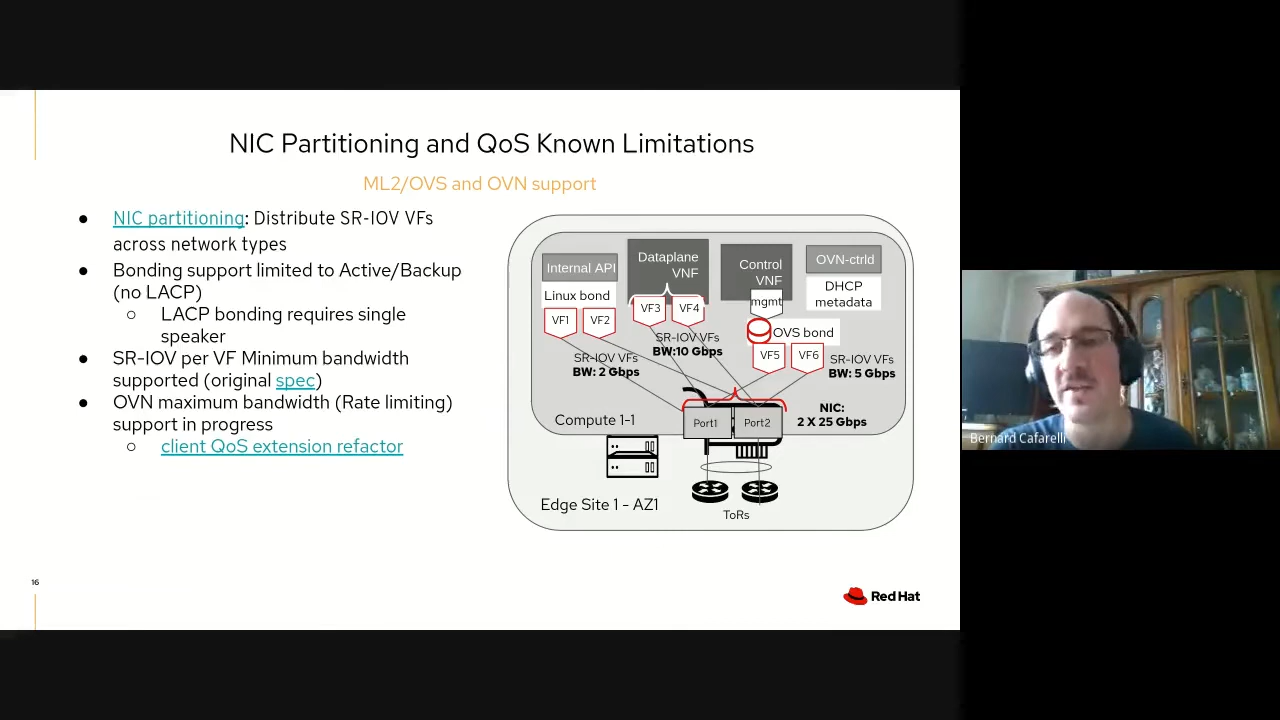 NIC Partitioning and QoS Known Limitations
ML2/OVS and OVN support
● NIC partitioning: Distribute SR-IOV VFs
across network types
● Bonding support limited to Active/Backup
(no LACP)
○ LACP bonding requires single
speaker
● SR-IOV per VF Minimum bandwidth
supported (original spec)
● OVN maximum bandwidth (Rate limiting)
support in progress
○ client QoS extension refactor
Internal API
Linux bond
VF1
VF2
Dataplane
VNF
VF3
VF4
Control
VNF
mgmt
OVN-ctrld
DHCP
metadata
OVS bond
VF5
VF6
SR-IOV VFs
BW: 2 Gbps
SR-IOV VFs
BW:10 Gbps
SR-IOV VFs
BW: 5 Gbps
Compute 1-1
Port1
Port2
NIC:
2 X 25 Gbps
Edge Site 1 - AZ1
ToRs
16
Red Hat
Bernard Cafarelli